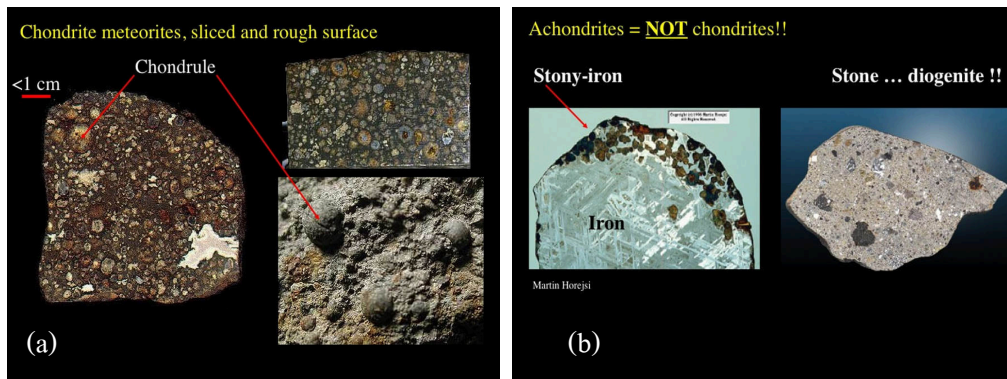 Chondrite meteorites, sliced and rough surface
Chondrule
<1 cm
(a)
Achondrites = NOT chondrites!!
Stony-iron
Stone … diogenite !!
Iron
Martin Horejsi
(b)